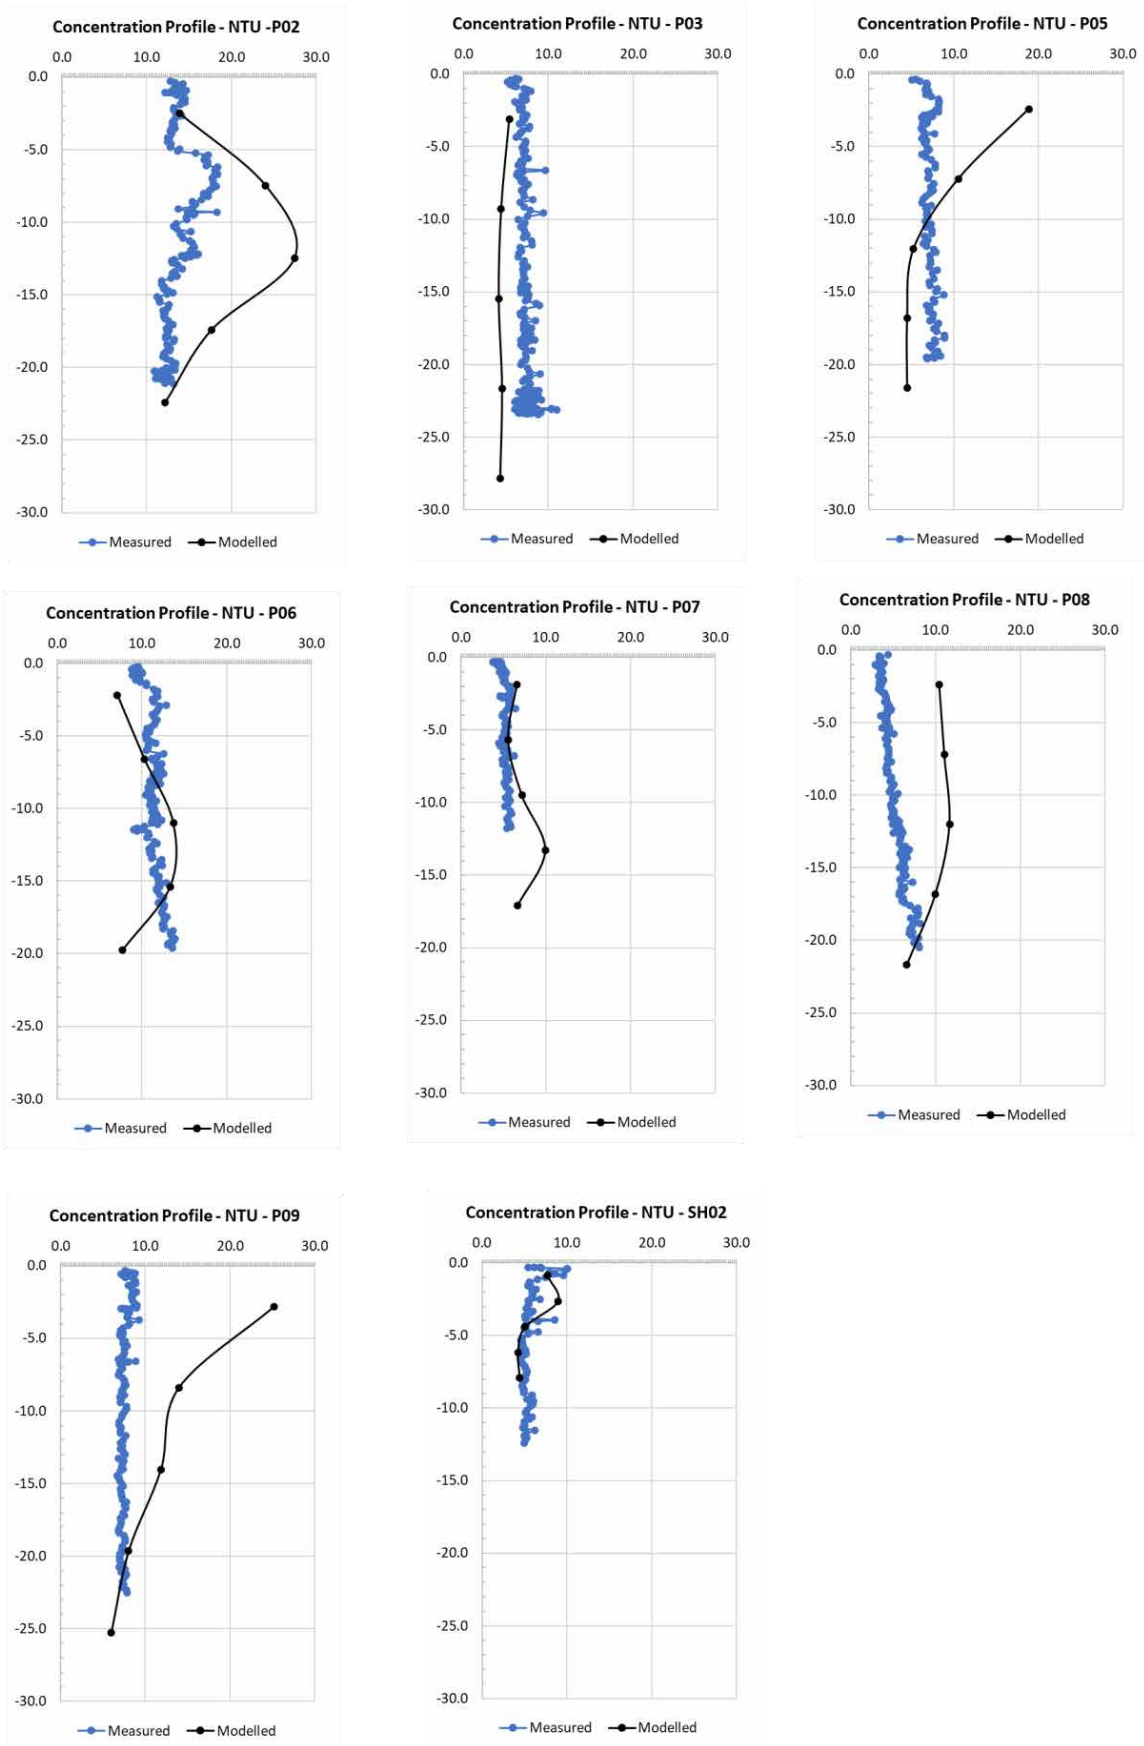 Concentration Profile - NTU -P02
0.0 10.0 20.0 30.0
0.0
-5.0
-10.0
-15.0
-20.0
-25.0
-30.0
Measured Modelled
Concentration Profile - NTU - P03
0.0 10.0 20.0 30.0
0.0
-5.0
-10.0
-15.0
-20.0
-25.0
-30.0
Measured Modelled
Concentration Profile - NTU - P05
0.0 10.0 20.0 30.0
0.0
-5.0
-10.0
-15.0
-20.0
-25.0
-30.0
Measured Modelled
Concentration Profile - NTU - P06
0.0 10.0 20.0 30.0
0.0
-5.0
-10.0
-15.0
-20.0
-25.0
-30.0
Measured Modelled
Concentration Profile - NTU - P07
0.0 10.0 20.0 30.0
0.0
-5.0
-10.0
-15.0
-20.0
-25.0
-30.0
Measured Modelled
Concentration Profile - NTU - P08
0.0 10.0 20.0 30.0
0.0
-5.0
-10.0
-15.0
-20.0
-25.0
-30.0
Measured Modelled
Concentration Profile - NTU - P09
0.0 10.0 20.0 30.0
0.0
-5.0
-10.0
-15.0
-20.0
-25.0
-30.0
Measured Modelled
Concentration Profile - NTU - SH02
0.0 10.0 20.0 30.0
0.0
-5.0
-10.0
-15.0
-20.0
-25.0
-30.0
Measured Modelled